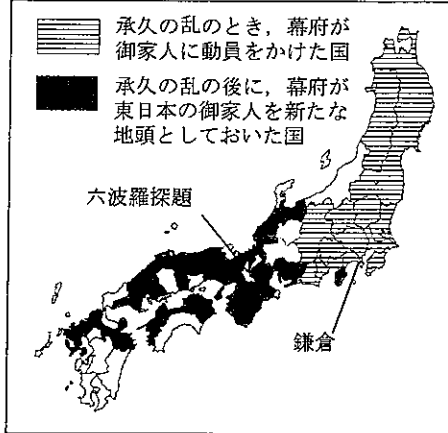 承久の乱のとき，幕府が
御家人に動員をかけた国
承久の乱の後に，幕府が
東日本の御家人を新たな
地頭としておいた国
六波羅探題
鎌倉